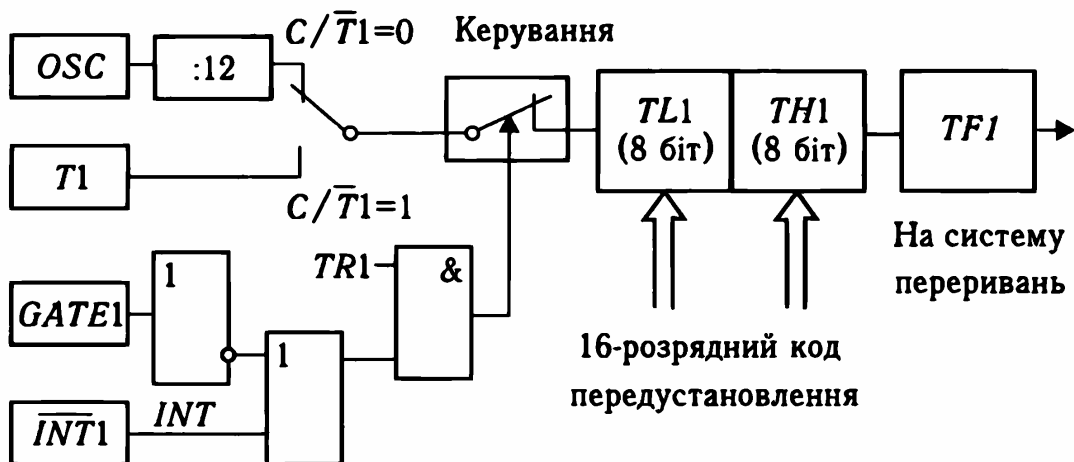 C/T̅1=0
Керування
OSC
:12
TL1
(8 біт)
TH1
(8 біт)
TF1
T1
C/T̅1=1
На систему
переривань
TR1
&
1
GATE1
1
16-розрядний код
передустановлення
I̅N̅T̅1
INT